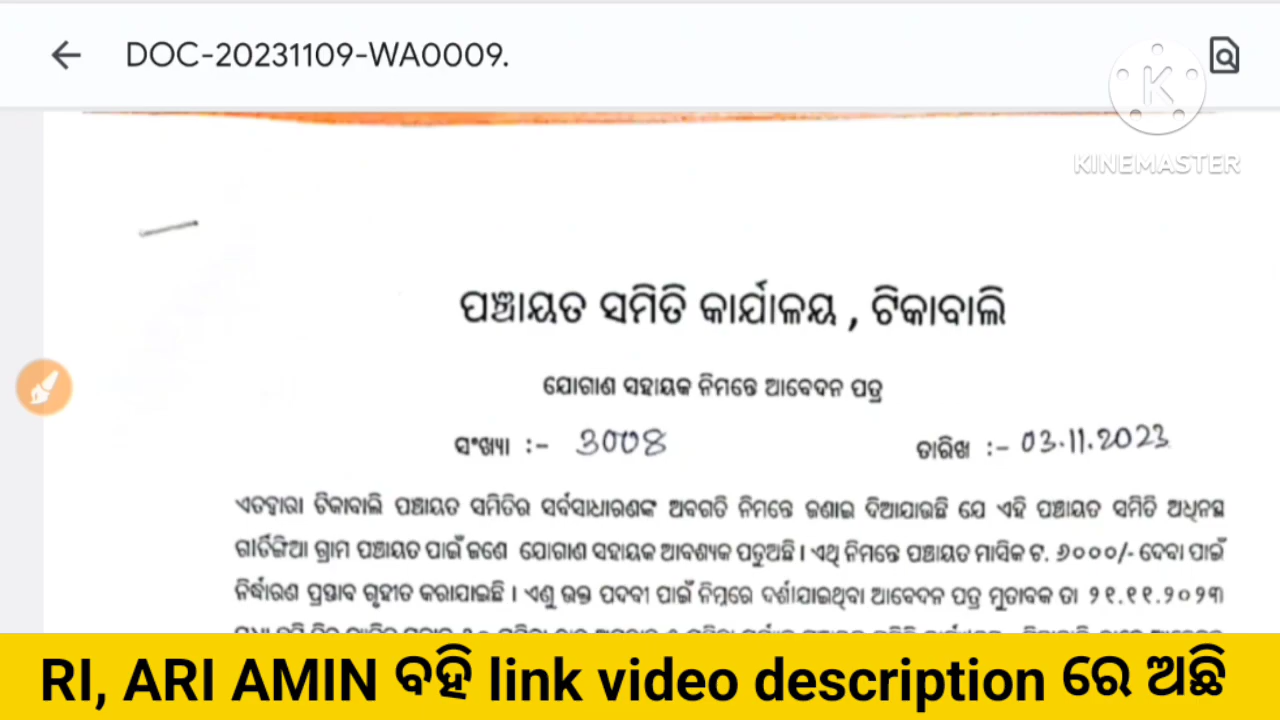 DOC-20231109-WA0009.
K
KINEMASTER
ପଞ୍ଚାୟତ ସମିତି କାର୍ଯାଳୟ , ଟିକାବାଲି
ଯୋଗାଣ ସହାୟକ ନିମନ୍ତେ ଆବେଦନ ପତ୍ର
ସଂଖ୍ୟା :- 3008 ତାରିଖ :- 03.11.2023
ଏତଦ୍ବାରା ଟିକାବାଲି ପଞ୍ଚାୟତ ସମିତିର ସର୍ବସାଧାରଣଙ୍କ ଅବଗତି ନିମନ୍ତେ ଜଣାଇ ଦିଆଯାଉଛି ଯେ ଏହି ପଞ୍ଚାୟତ ସମିତି ଅଧିନସ୍ଥ
ଗାର୍ଡିଙ୍ଗିଆ ଗ୍ରାମ ପଞ୍ଚାୟତ ପାଇଁ ଜଣେ ଯୋଗାଣ ସହାୟକ ଆବଶ୍ୟକ ପଡୁଅଛି । ଏଥି ନିମନ୍ତେ ପଞ୍ଚାୟତ ମାସିକ ଟ. ୬୦୦୦/- ଦେବା ପାଇଁ
ନିର୍ଦ୍ଧାରଣ ପ୍ରସ୍ତାବ ଗୃହୀତ କରାଯାଇଛି । ଏଣୁ ଉକ୍ତ ପଦବୀ ପାଇଁ ନିମ୍ନରେ ଦର୍ଶାଯାଇଥିବା ଆବେଦନ ପତ୍ର ମୁତାବକ ତା ୨୧.୧୧.୨୦୨୩
RI, ARI AMIN ବହି link video description ରେ ଅଛି